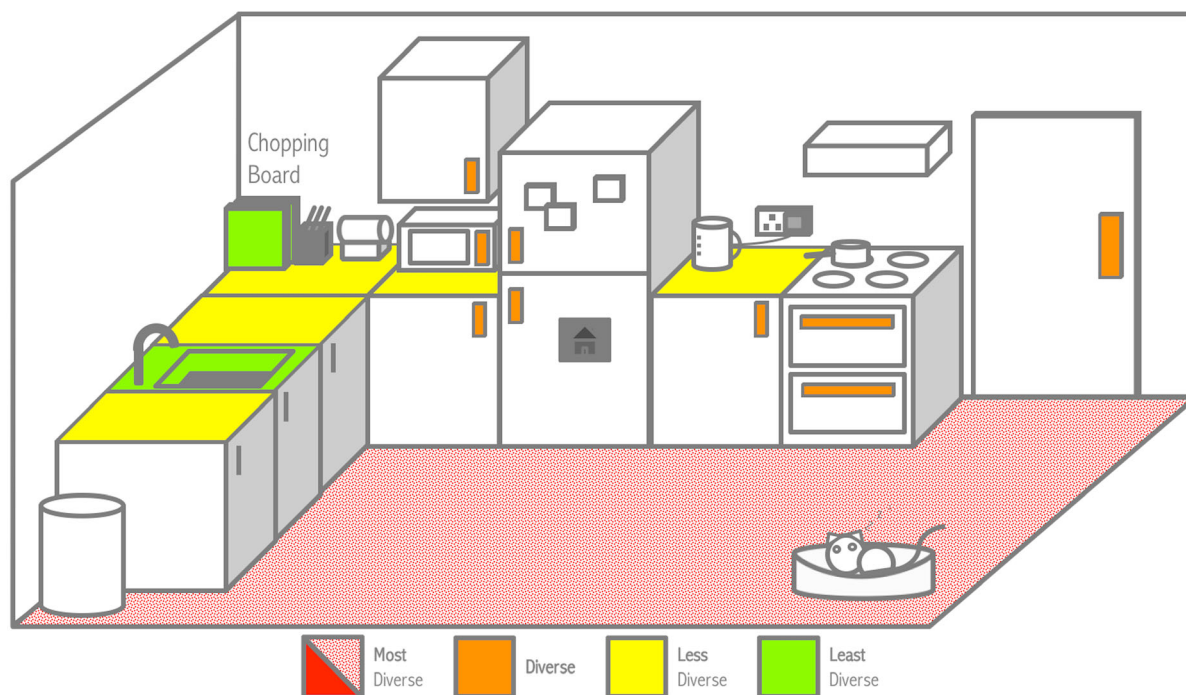 Chopping
Board
z z
Most
Diverse
Diverse
Less
Diverse
Least
Diverse